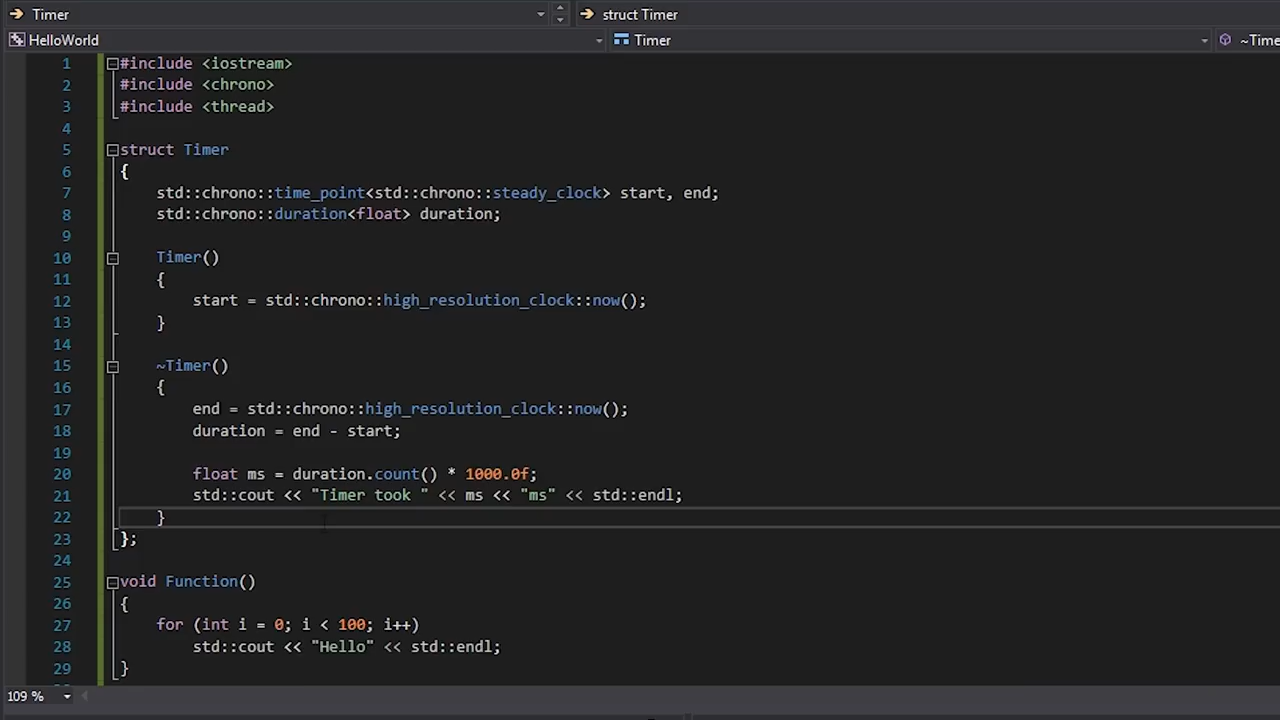 Timer struct Timer
HelloWorld Timer ~Time
1 #include <iostream>
2 #include <chrono>
3 #include <thread>
4
5 struct Timer
6 {
7 std::chrono::time_point<std::chrono::steady_clock> start, end;
8 std::chrono::duration<float> duration;
9
10 Timer()
11 {
12 start = std::chrono::high_resolution_clock::now();
13 }
14
15 ~Timer()
16 {
17 end = std::chrono::high_resolution_clock::now();
18 duration = end - start;
19
20 float ms = duration.count() * 1000.0f;
21 std::cout << "Timer took " << ms << "ms" << std::endl;
22 }
23 };
24
25 void Function()
26 {
27 for (int i = 0; i < 100; i++)
28 std::cout << "Hello" << std::endl;
29 }
109 %